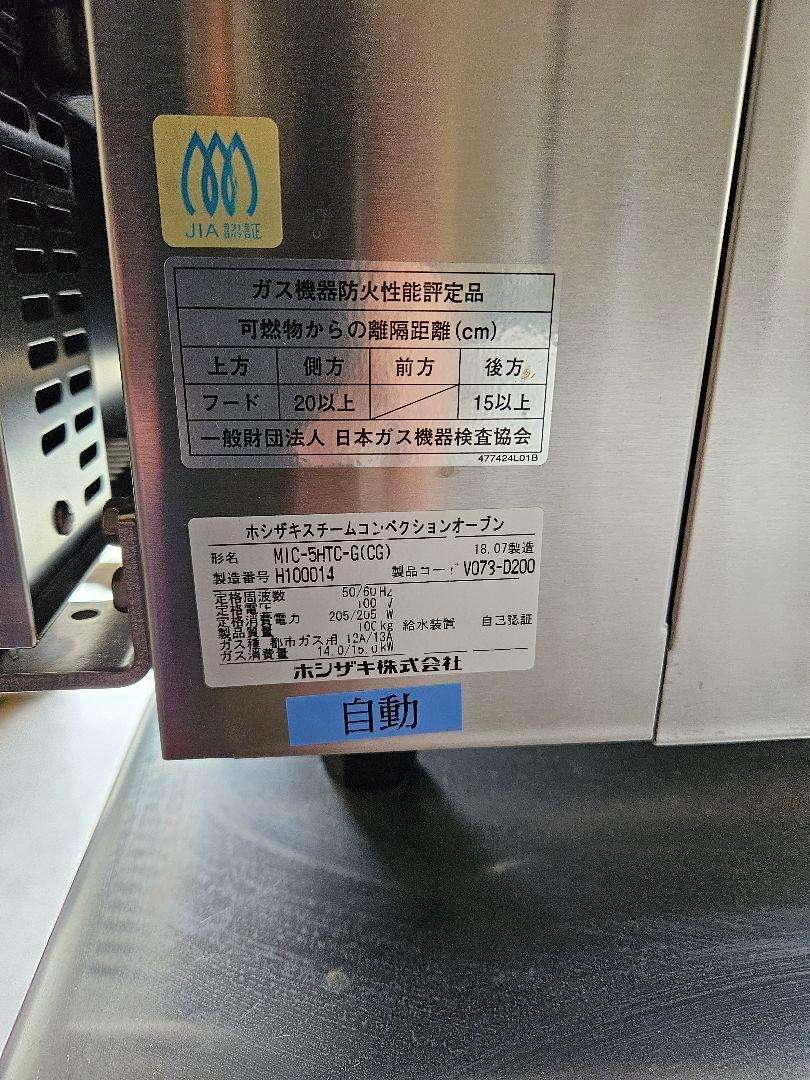 JIA認証
ガス機器防火性能評定品
可燃物からの離隔距離(cm)
上方 側方 前方 後方
フード 20以上 15以上
一般財団法人 日本ガス機器検査協会
477424L01B
ホシザキスチームコンベクションオーブン
形名 MIC-5HTC-G(CG) 18.07製造
製造番号 H100014 製品コード V073-D200
定格周波数 50/60 Hz
定格電圧 100 V
定格消費電力 205/205 W
製品質量 100 kg 給水装置 自己認証
ガス種 都市ガス用 12A/13A
ガス消費量 14.0/15.0 kW
ホシザキ株式会社
自動